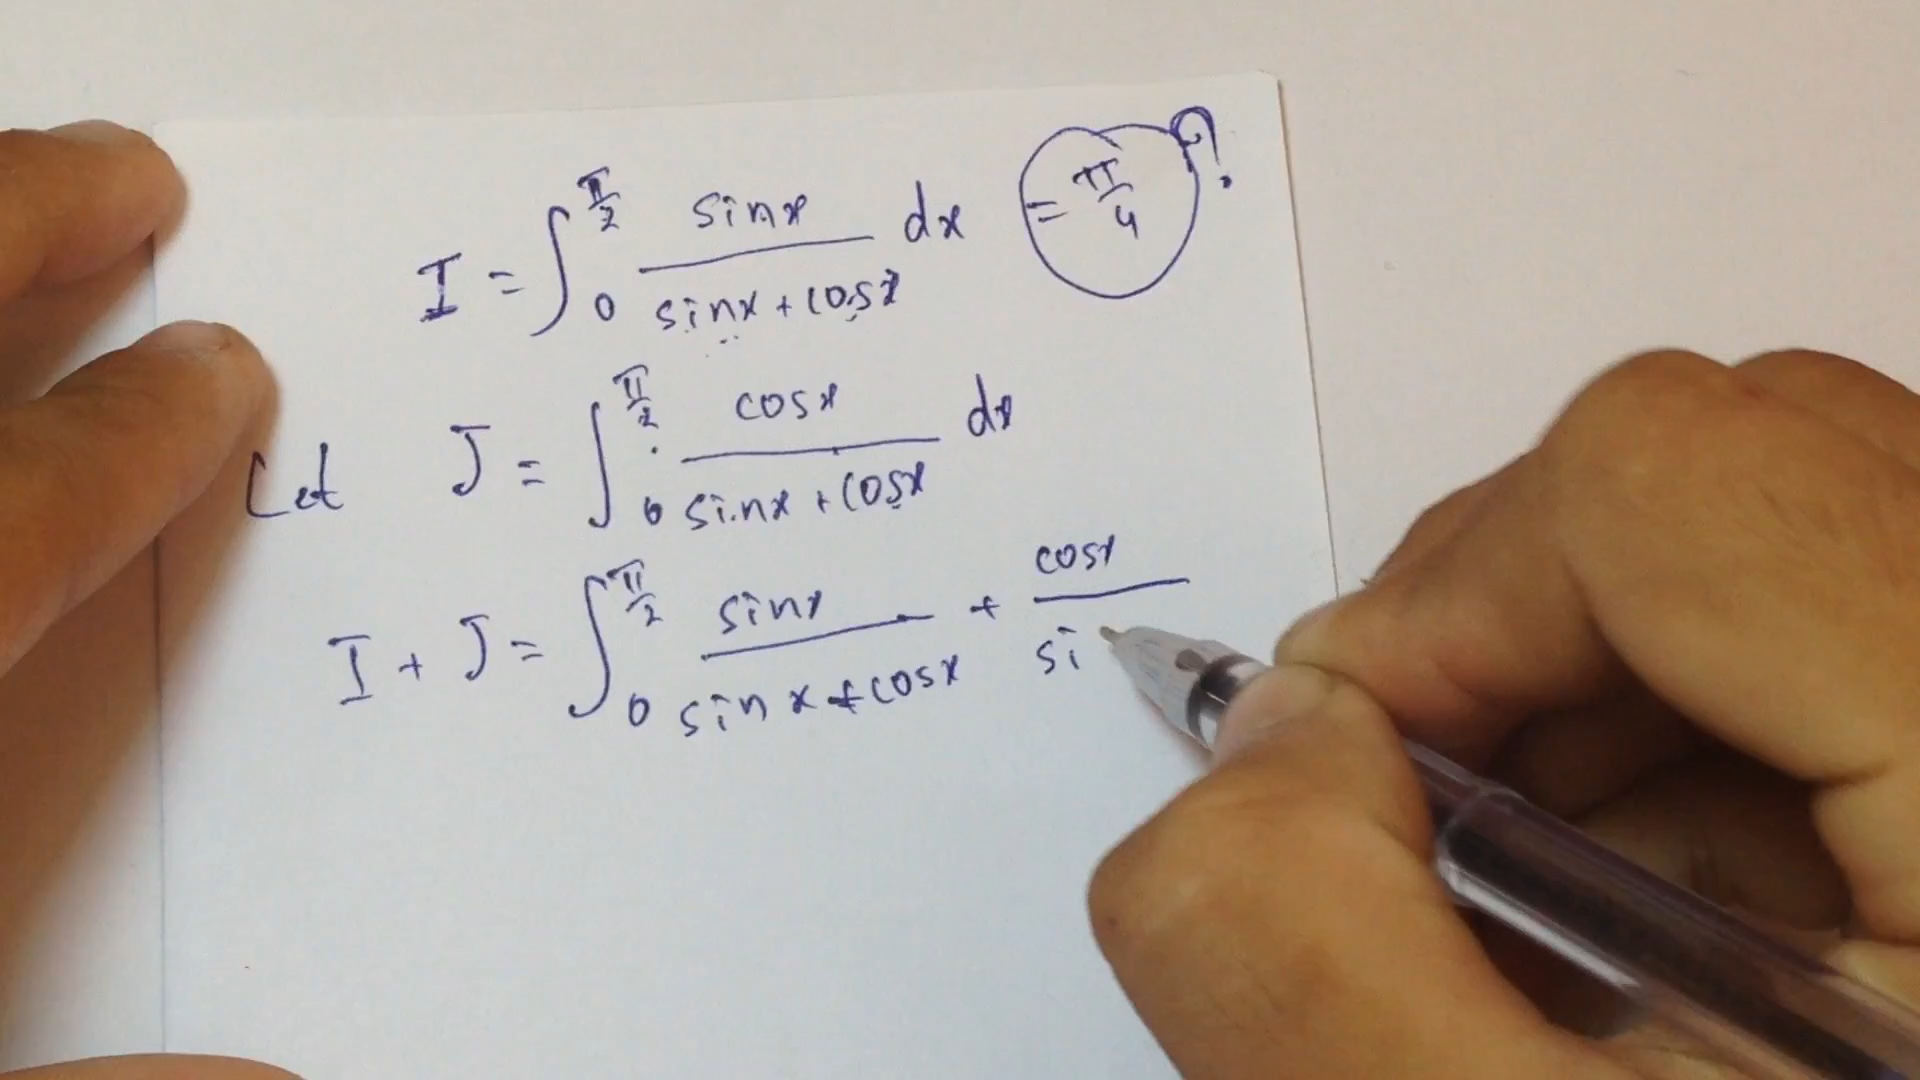 I = ∫₀^(π/2) sinx / (sinx + cosx) dx = π/4 ?
Let J = ∫₀^(π/2) cosx / (sinx + cosx) dx
I + J = ∫₀^(π/2) sinx / (sinx + cosx) + cosx / si